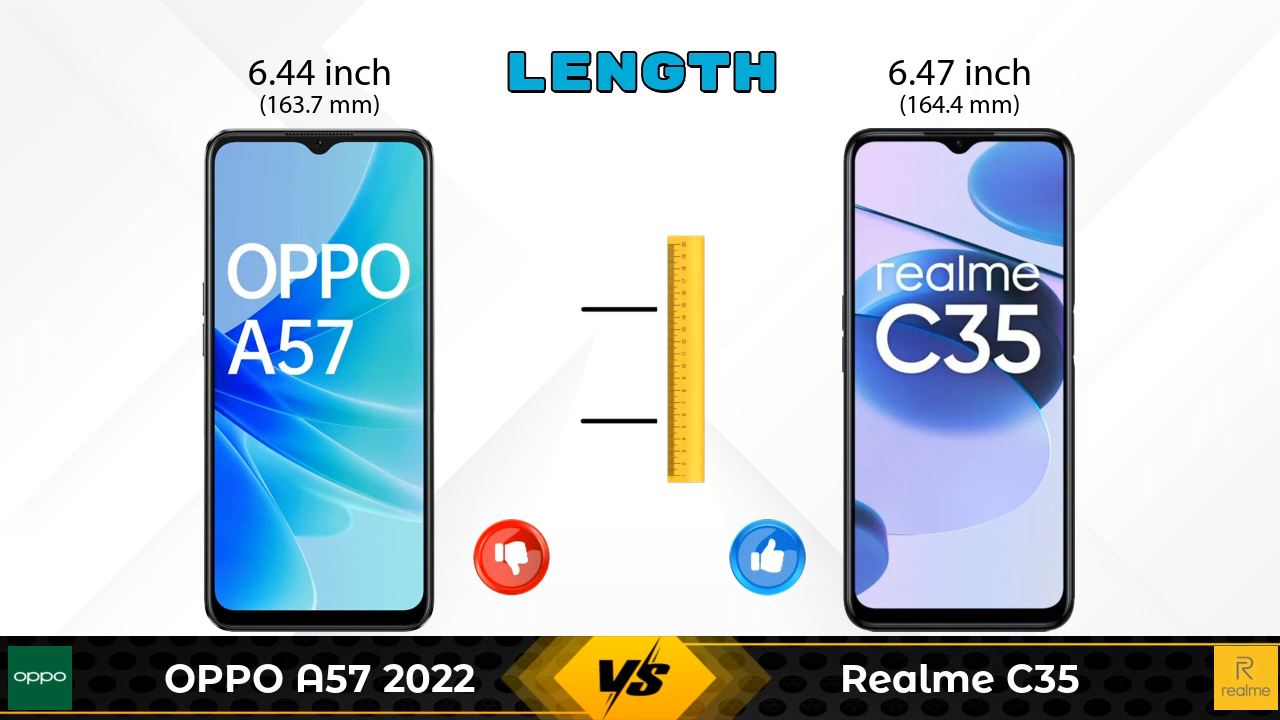 LENGTH
6.44 inch
(163.7 mm)
6.47 inch
(164.4 mm)
OPPO
A57
realme
C35
oppo
OPPO A57 2022
VS
Realme C35
R
realme